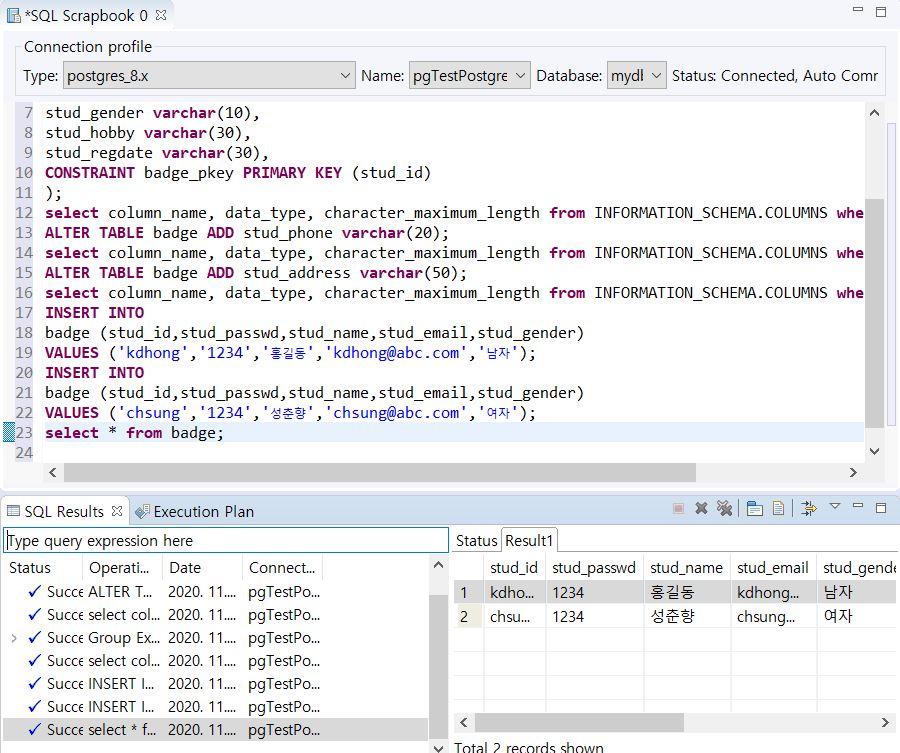 *SQL Scrapbook 0
Connection profile
Type: postgres_8.x Name: pgTestPostgre Database: mydl Status: Connected, Auto Comr
7 stud_gender varchar(10),
8 stud_hobby varchar(30),
9 stud_regdate varchar(30),
10 CONSTRAINT badge_pkey PRIMARY KEY (stud_id)
11 );
12 select column_name, data_type, character_maximum_length from INFORMATION_SCHEMA.COLUMNS whe
13 ALTER TABLE badge ADD stud_phone varchar(20);
14 select column_name, data_type, character_maximum_length from INFORMATION_SCHEMA.COLUMNS whe
15 ALTER TABLE badge ADD stud_address varchar(50);
16 select column_name, data_type, character_maximum_length from INFORMATION_SCHEMA.COLUMNS whe
17 INSERT INTO
18 badge (stud_id,stud_passwd,stud_name,stud_email,stud_gender)
19 VALUES ('kdhong','1234','홍길동','kdhong@abc.com','남자');
20 INSERT INTO
21 badge (stud_id,stud_passwd,stud_name,stud_email,stud_gender)
22 VALUES ('chsung','1234','성춘향','chsung@abc.com','여자');
23 select * from badge;
24
SQL Results Execution Plan
Type query expression here
Status Operati... Date Connect...
Succe ALTER T... 2020. 11.... pgTestPo...
Succe select col... 2020. 11.... pgTestPo...
Succe Group Ex... 2020. 11.... pgTestPo...
Succe select col... 2020. 11.... pgTestPo...
Succe INSERT I... 2020. 11.... pgTestPo...
Succe INSERT I... 2020. 11.... pgTestPo...
Succe select * f... 2020. 11.... pgTestPo...
Status Result1
stud_id stud_passwd stud_name stud_email stud_gende
1 kdho... 1234 홍길동 kdhong... 남자
2 chsu... 1234 성춘향 chsung... 여자
Total 2 records shown